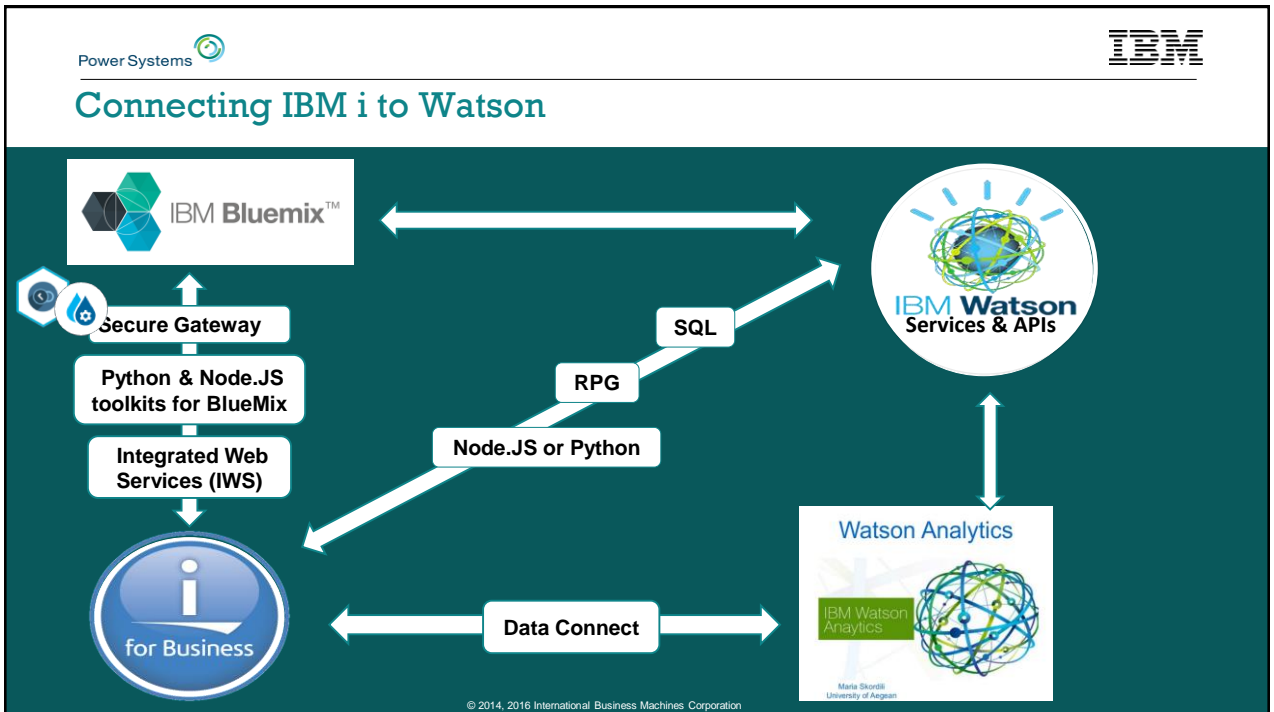 Power Systems
IBM
Connecting IBM i to Watson
IBM Bluemix™
IBM Watson
Services & APIs
Secure Gateway
SQL
Python & Node.JS
toolkits for BlueMix
RPG
Node.JS or Python
Integrated Web
Services (IWS)
i
for Business
Data Connect
Watson Analytics
IBM Watson
Anaytics
Maria Skordili
University of Aegean
© 2014, 2016 International Business Machines Corporation